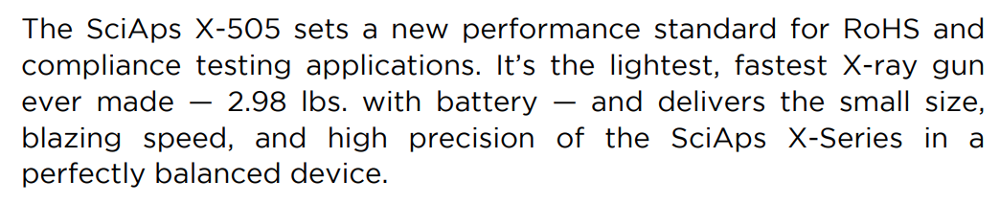 The SciAps X-505 sets a new performance standard for RoHS and
compliance testing applications. It’s the lightest, fastest X-ray gun
ever made — 2.98 lbs. with battery — and delivers the small size,
blazing speed, and high precision of the SciAps X-Series in a
perfectly balanced device.